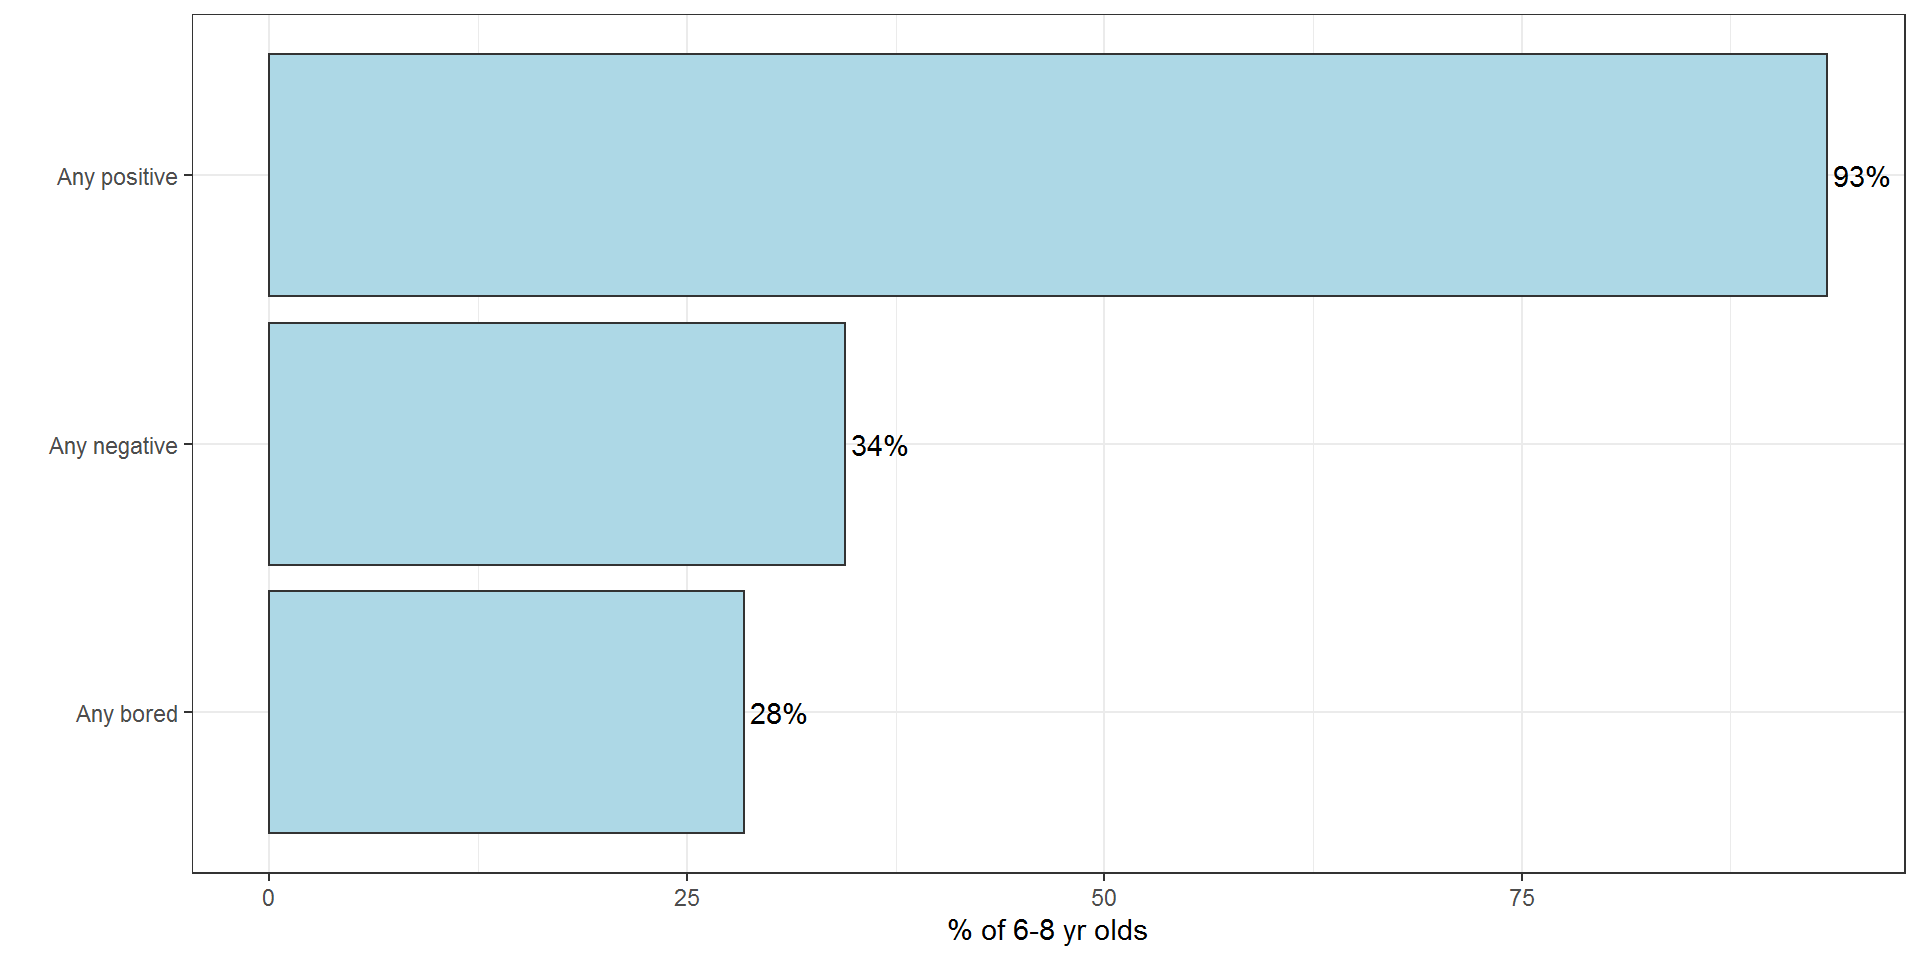 Any positive
93%
Any negative
34%
Any bored
28%
0 25 50 75
% of 6-8 yr olds